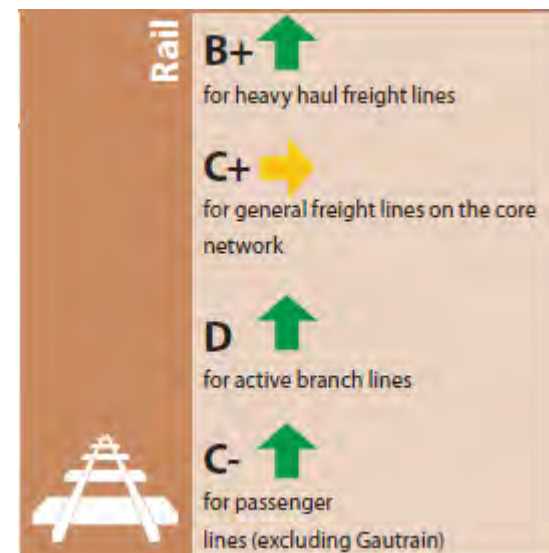 Rail
B+
for heavy haul freight lines
C+
for general freight lines on the core
network
D
for active branch lines
C-
for passenger
lines (excluding Gautrain)